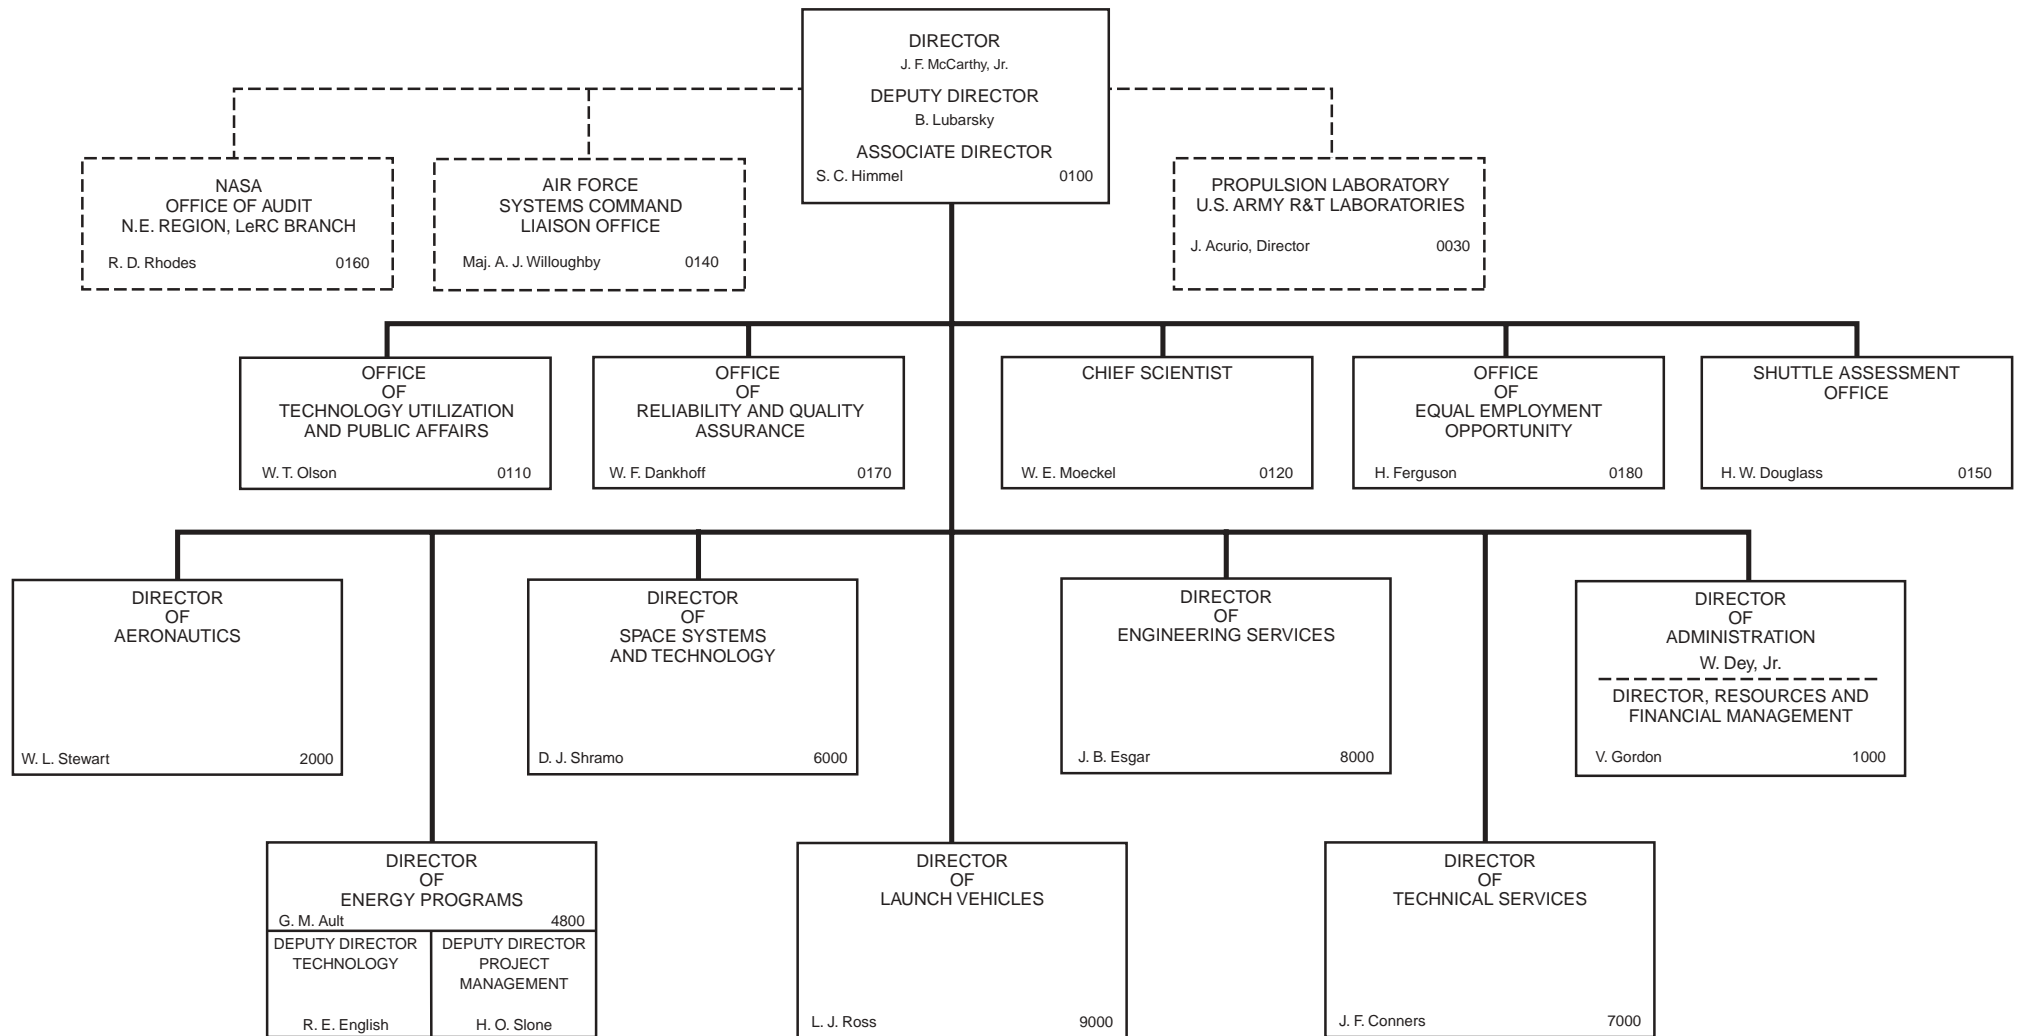 DIRECTOR
J. F. McCarthy, Jr.
DEPUTY DIRECTOR
B. Lubarsky
ASSOCIATE DIRECTOR
S. C. Himmel 0100
NASA
OFFICE OF AUDIT
N.E. REGION, LeRC BRANCH
R. D. Rhodes 0160
AIR FORCE
SYSTEMS COMMAND
LIAISON OFFICE
Maj. A. J. Willoughby 0140
PROPULSION LABORATORY
U.S. ARMY R&T LABORATORIES
J. Acurio, Director 0030
OFFICE
OF
TECHNOLOGY UTILIZATION
AND PUBLIC AFFAIRS
W. T. Olson 0110
OFFICE
OF
RELIABILITY AND QUALITY
ASSURANCE
W. F. Dankhoff 0170
CHIEF SCIENTIST
W. E. Moeckel 0120
OFFICE
OF
EQUAL EMPLOYMENT
OPPORTUNITY
H. Ferguson 0180
SHUTTLE ASSESSMENT
OFFICE
H. W. Douglass 0150
DIRECTOR
OF
AERONAUTICS
W. L. Stewart 2000
DIRECTOR
OF
SPACE SYSTEMS
AND TECHNOLOGY
D. J. Shramo 6000
DIRECTOR
OF
ENGINEERING SERVICES
J. B. Esgar 8000
DIRECTOR
OF
ADMINISTRATION
W. Dey, Jr.
DIRECTOR, RESOURCES AND
FINANCIAL MANAGEMENT
V. Gordon 1000
DIRECTOR
OF
ENERGY PROGRAMS
G. M. Ault 4800
DEPUTY DIRECTOR
TECHNOLOGY
R. E. English
DEPUTY DIRECTOR
PROJECT
MANAGEMENT
H. O. Slone
DIRECTOR
OF
LAUNCH VEHICLES
L. J. Ross 9000
DIRECTOR
OF
TECHNICAL SERVICES
J. F. Conners 7000